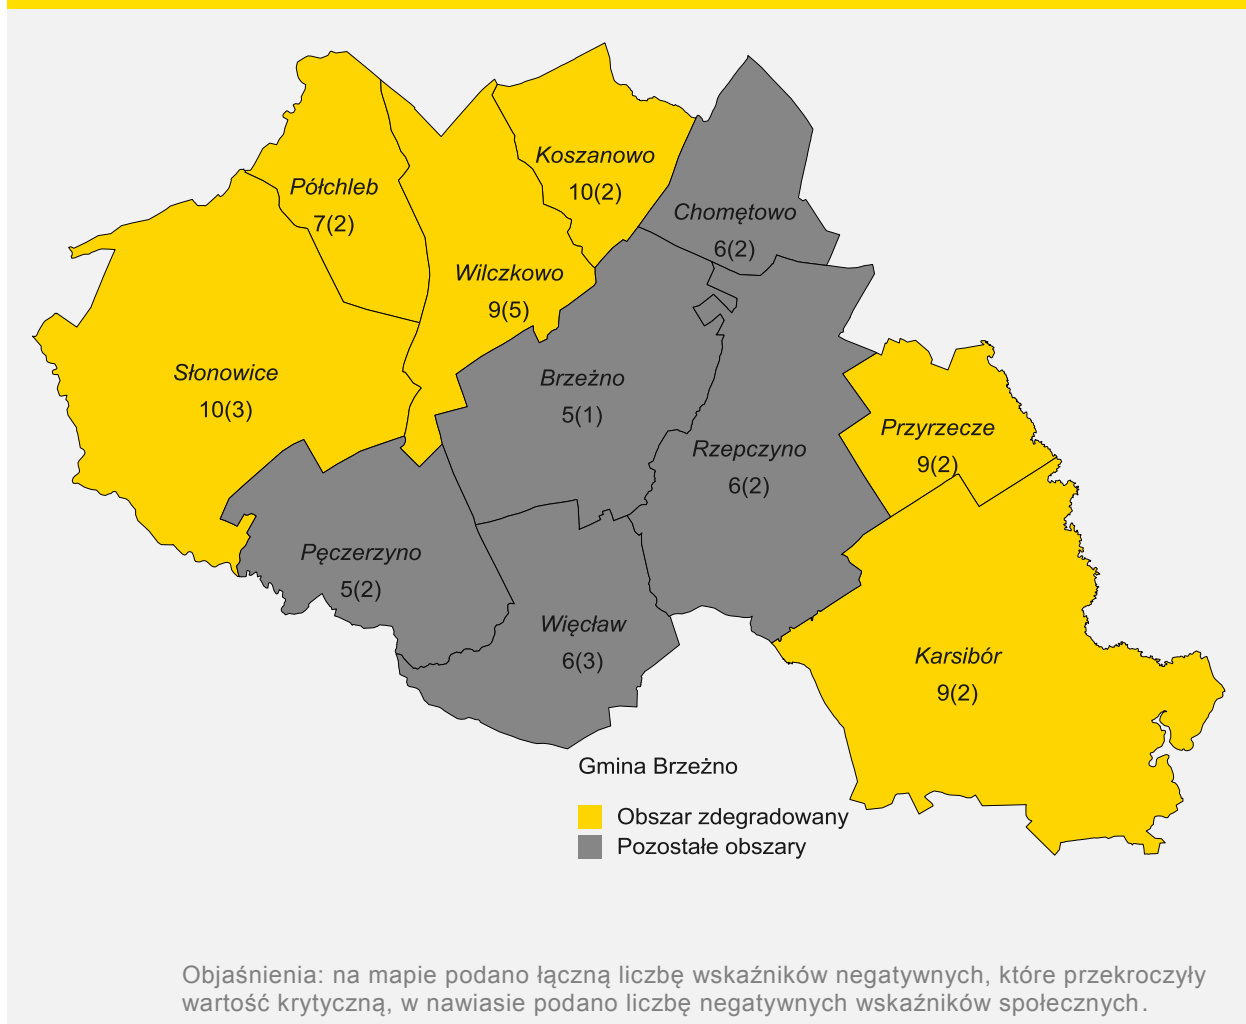 Koszanowo
10(2)
Półchleb
7(2)
Chomętowo
6(2)
Wilczkowo
9(5)
Słonowice
10(3)
Brzeżno
5(1)
Przyrzecze
9(2)
Rzepczyno
6(2)
Pęczerzyno
5(2)
Więcław
6(3)
Karsibór
9(2)
Gmina Brzeżno
Obszar zdegradowany
Pozostałe obszary
Objaśnienia: na mapie podano łączną liczbę wskaźników negatywnych, które przekroczyły
wartość krytyczną, w nawiasie podano liczbę negatywnych wskaźników społecznych.